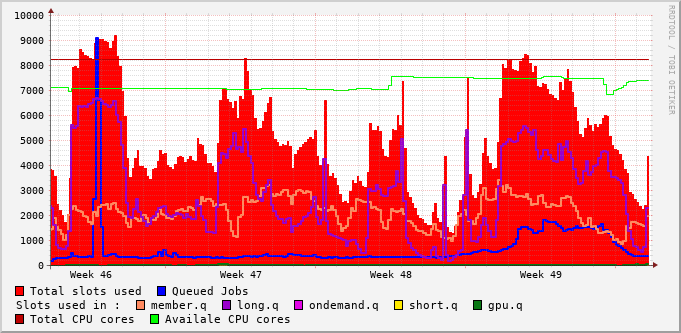 10000
9000
8000
7000
6000
5000
4000
3000
2000
1000
0
Week 46 Week 47 Week 48 Week 49
RRDTOOL / TOBI OETIKER
Total slots used Queued Jobs
Slots used in : member.q long.q ondemand.q short.q gpu.q
Total CPU cores Availale CPU cores